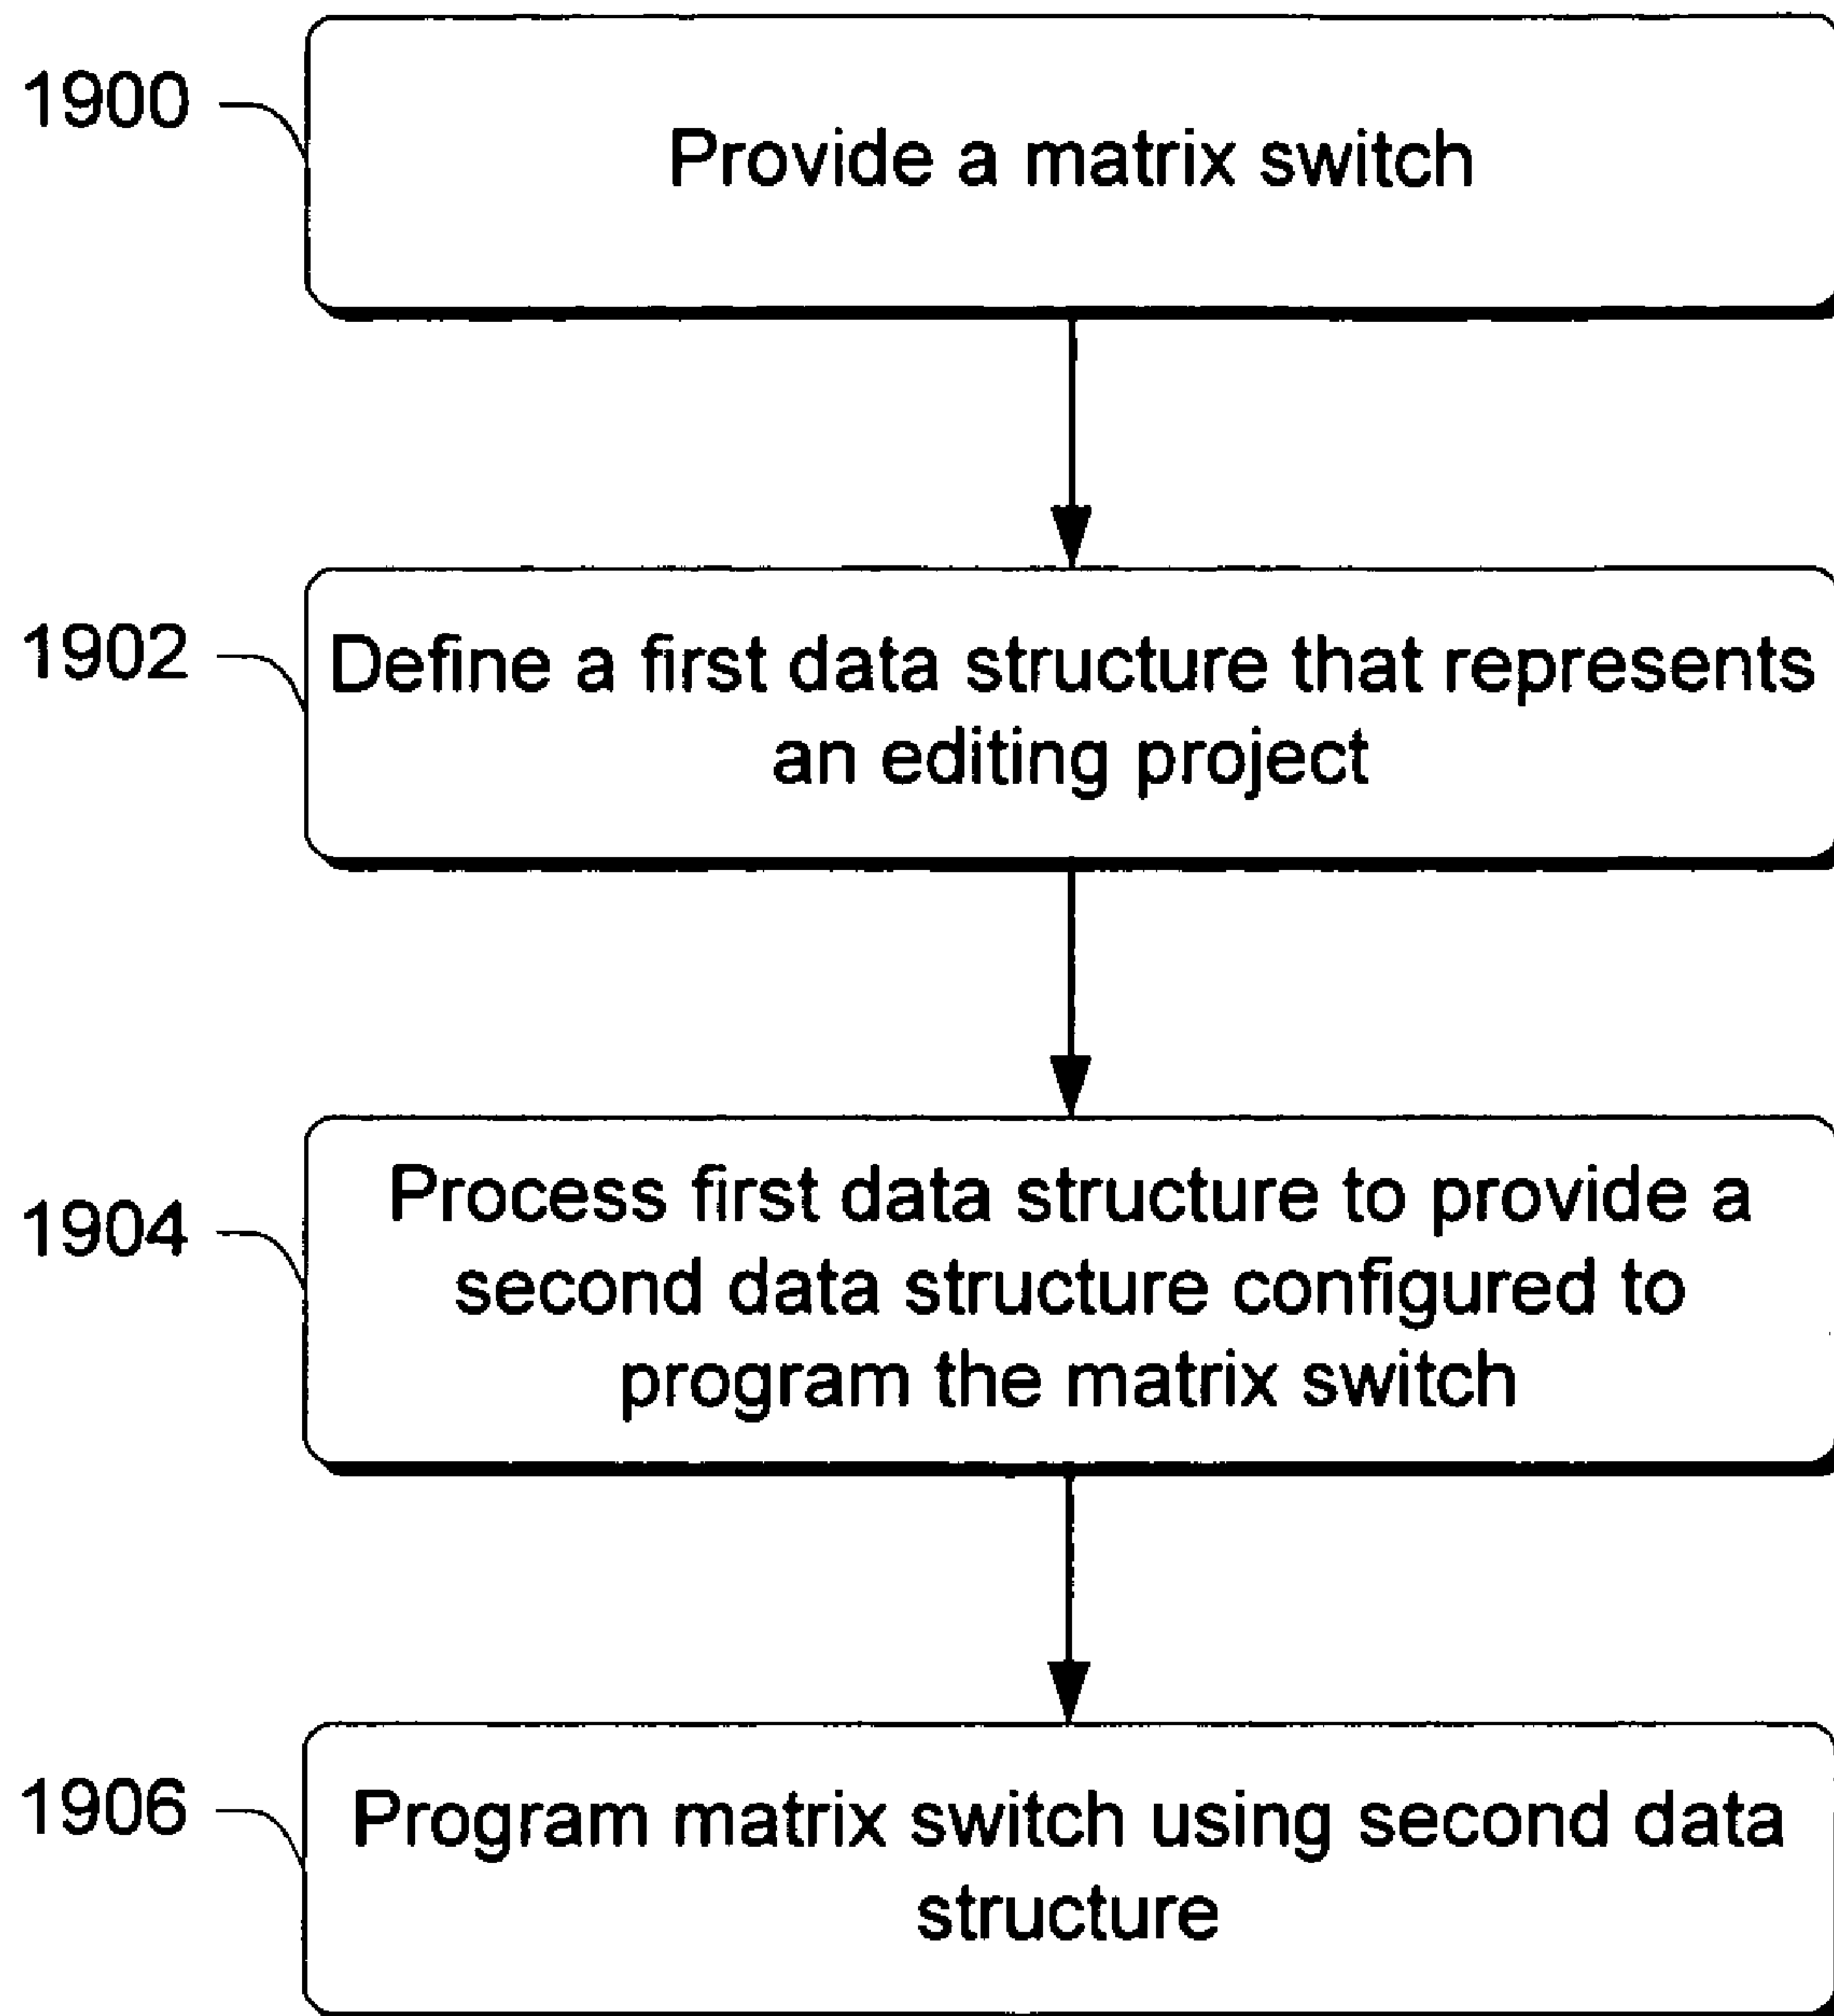 1900
Provide a matrix switch
1902
Define a first data structure that represents
an editing project
1904
Process first data structure to provide a
second data structure configured to
program the matrix switch
1906
Program matrix switch using second data
structure